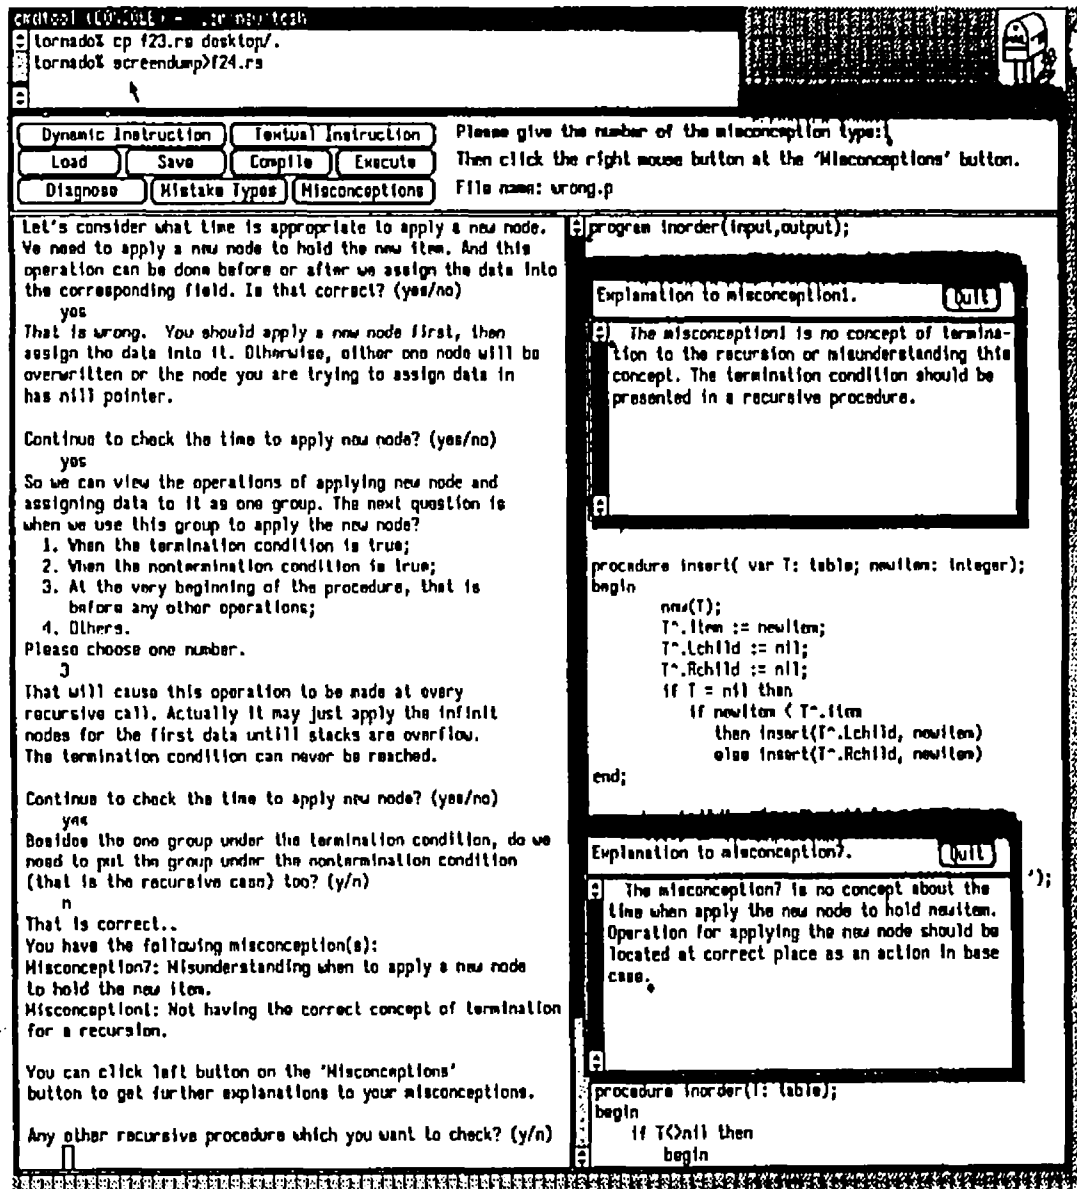 cmdtool (CONSOLE) -
tornado% cp f23.rs desktop/.
tornado% screendump>f24.rs
Dynamic Instruction
Textual Instruction
Load
Save
Compile
Execute
Diagnose
Mistake Types
Misconceptions
Please give the number of the misconception type:
Then click the right mouse button at the 'Misconceptions' button.
File name: wrong.p
Let's consider what time is appropriate to apply a new node.
We need to apply a new node to hold the new item. And this
operation can be done before or after we assign the data into
the corresponding field. Is that correct? (yes/no)
yes
That is wrong. You should apply a new node first, then
assign the data into it. Otherwise, either one node will be
overwritten or the node you are trying to assign data in
has nill pointer.
Continue to check the time to apply new node? (yes/no)
yes
So we can view the operations of applying new node and
assigning data to it as one group. The next question is
when we use this group to apply the new node?
1. When the termination condition is true;
2. When the nontermination condition is true;
3. At the very beginning of the procedure, that is
before any other operations;
4. Others.
Please choose one number.
3
That will cause this operation to be made at every
recursive call. Actually it may just apply the infinit
nodes for the first data untill stacks are overflow.
The termination condition can never be reached.
Continue to check the time to apply new node? (yes/no)
yes
Besides the one group under the termination condition, do we
need to put the group under the nontermination condition
(that is the recursive case) too? (y/n)
n
That is correct..
You have the following misconception(s):
Misconception7: Misunderstanding when to apply a new node
to hold the new item.
Misconception1: Not having the correct concept of termination
for a recursion.
You can click left button on the 'Misconceptions'
button to get further explanations to your misconceptions.
Any other recursive procedure which you want to check? (y/n)
program inorder(input,output);
Explanation to misconception1.
Quit
The misconception1 is no concept of termina-
tion to the recursion or misunderstanding this
concept. The termination condition should be
presented in a recursive procedure.
procedure insert( var T: table; newitem: integer);
begin
new(T);
T^.item := newitem;
T^.Lchild := nil;
T^.Rchild := nil;
if T = nil then
if newitem < T^.item
then insert(T^.Lchild, newitem)
else insert(T^.Rchild, newitem)
end;
Explanation to misconception7.
Quit
');
The misconception7 is no concept about the
time when apply the new node to hold newitem.
Operation for applying the new node should be
located at correct place as an action in base
case.
procedure inorder(T: table);
begin
if T<>nil then
begin